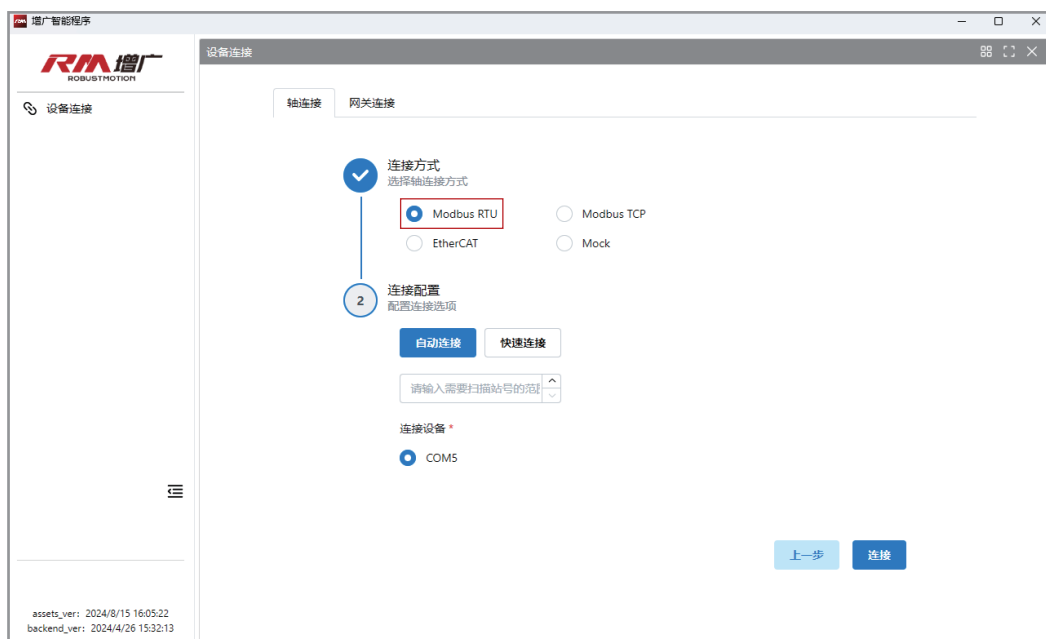 增广智能程序
RM增广
ROBUSTMOTION
设备连接
设备连接
轴连接
网关连接
连接方式
选择轴连接方式
Modbus RTU
Modbus TCP
EtherCAT
Mock
2
连接配置
配置连接选项
自动连接
快速连接
请输入需要扫描站号的范
连接设备 *
COM5
上一步
连接
assets_ver: 2024/8/15 16:05:22
backend_ver: 2024/4/26 15:32:13